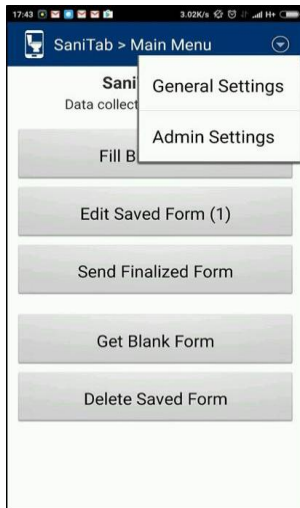 17:43 3.02K/s H+
SaniTab > Main Menu
General Settings
Admin Settings
Sani
Data collect
Fill B
Edit Saved Form (1)
Send Finalized Form
Get Blank Form
Delete Saved Form